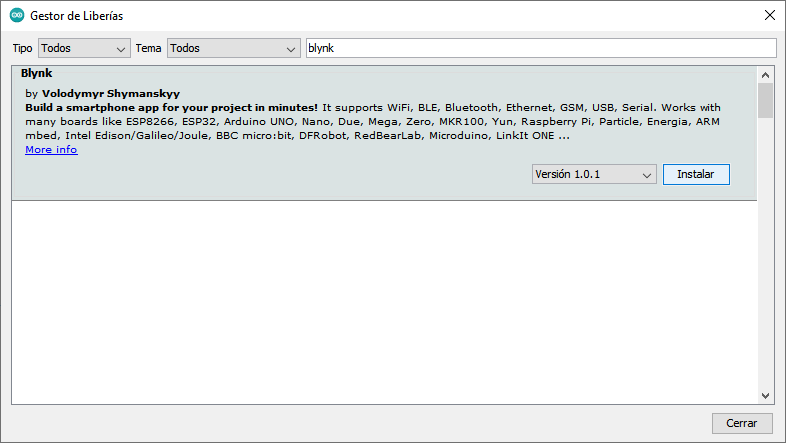 Gestor de Liberías
Tipo Todos Tema Todos blynk
Blynk
by Volodymyr Shymanskyy
Build a smartphone app for your project in minutes! It supports WiFi, BLE, Bluetooth, Ethernet, GSM, USB, Serial. Works with
many boards like ESP8266, ESP32, Arduino UNO, Nano, Due, Mega, Zero, MKR100, Yun, Raspberry Pi, Particle, Energia, ARM
mbed, Intel Edison/Galileo/Joule, BBC micro:bit, DFRobot, RedBearLab, Microduino, LinkIt ONE ...
More info
Versión 1.0.1 Instalar
Cerrar